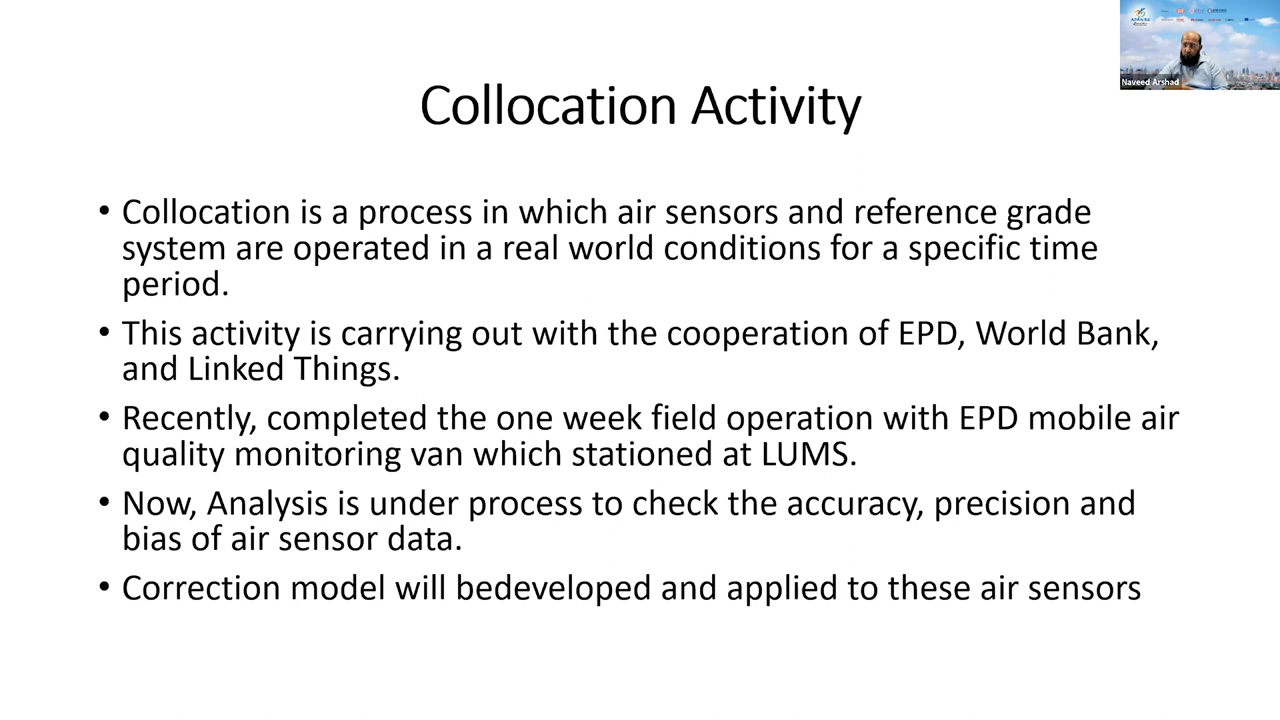 Naveed Arshad
Collocation Activity
• Collocation is a process in which air sensors and reference grade
system are operated in a real world conditions for a specific time
period.
• This activity is carrying out with the cooperation of EPD, World Bank,
and Linked Things.
• Recently, completed the one week field operation with EPD mobile air
quality monitoring van which stationed at LUMS.
• Now, Analysis is under process to check the accuracy, precision and
bias of air sensor data.
• Correction model will bedeveloped and applied to these air sensors